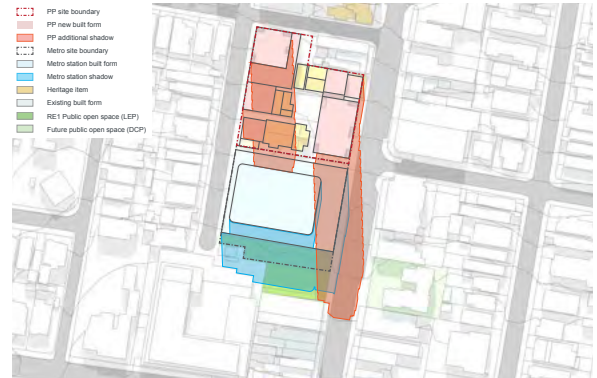 PP site boundary
PP new built form
PP additional shadow
Metro site boundary
Metro station built form
Metro station shadow
Heritage item
Existing built form
RE1 Public open space (LEP)
Future public open space (DCP)